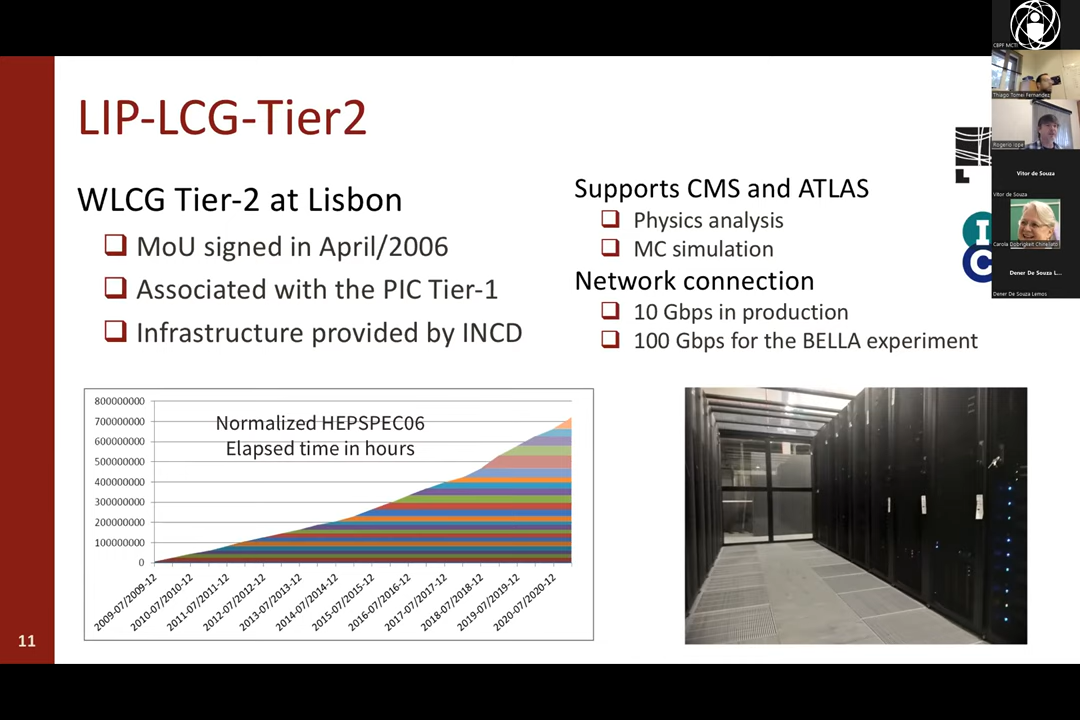 LIP-LCG-Tier2
WLCG Tier-2 at Lisbon
MoU signed in April/2006
Associated with the PIC Tier-1
Infrastructure provided by INCD
Supports CMS and ATLAS
Physics analysis
MC simulation
Network connection
10 Gbps in production
100 Gbps for the BELLA experiment
Normalized HEPSPEC06
Elapsed time in hours
800000000
700000000
600000000
500000000
400000000
300000000
200000000
100000000
0
2009-07/2009-12
2010-07/2010-12
2011-07/2011-12
2012-07/2012-12
2013-07/2013-12
2014-07/2014-12
2015-07/2015-12
2016-07/2016-12
2017-07/2017-12
2018-07/2018-12
2019-07/2019-12
2020-07/2020-12
11
L
I
C
CBPF MCTI
Thiago Tomei Fernandez
Rogerio Iope
Vitor de Souza
Vitor de Souza
Carola Dobrigkeit Chinellato
Dener De Souza L...
Dener De Souza Lemos